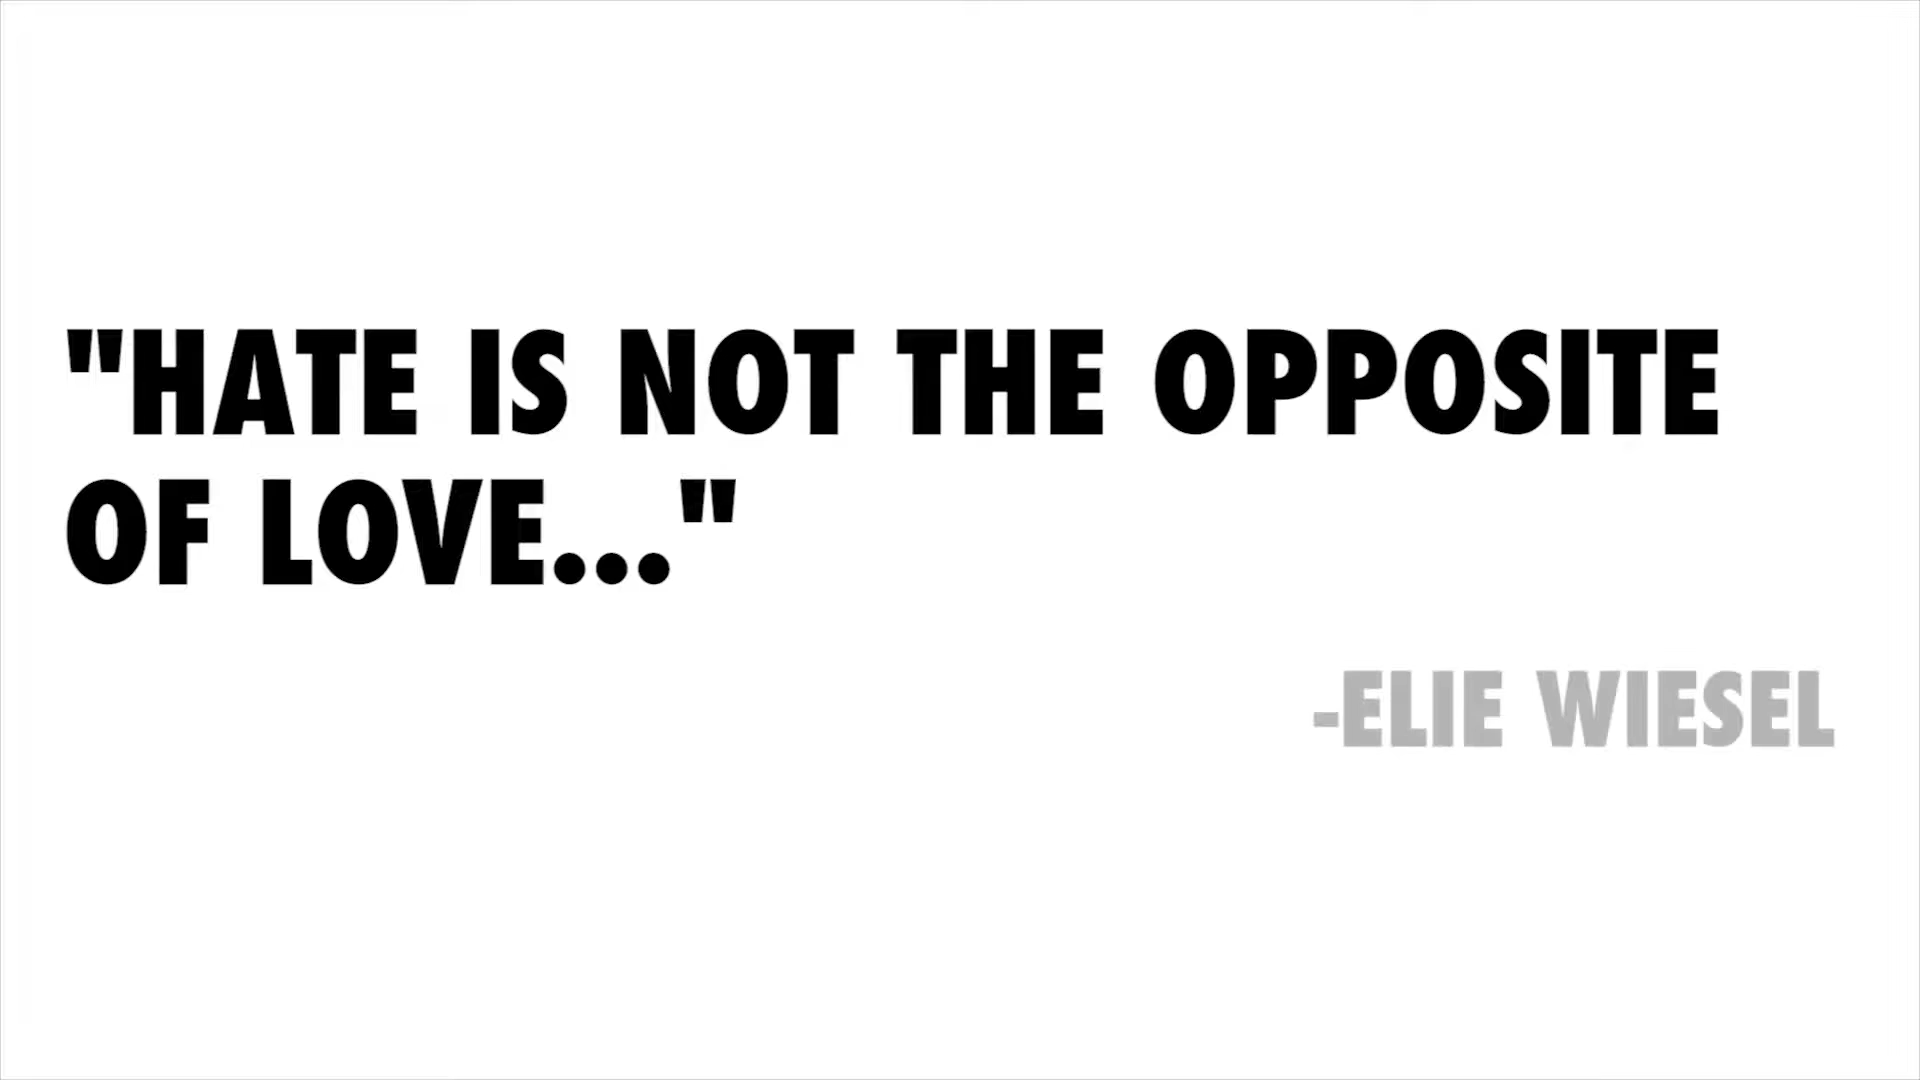 "HATE IS NOT THE OPPOSITE
OF LOVE..."
-ELIE WIESEL